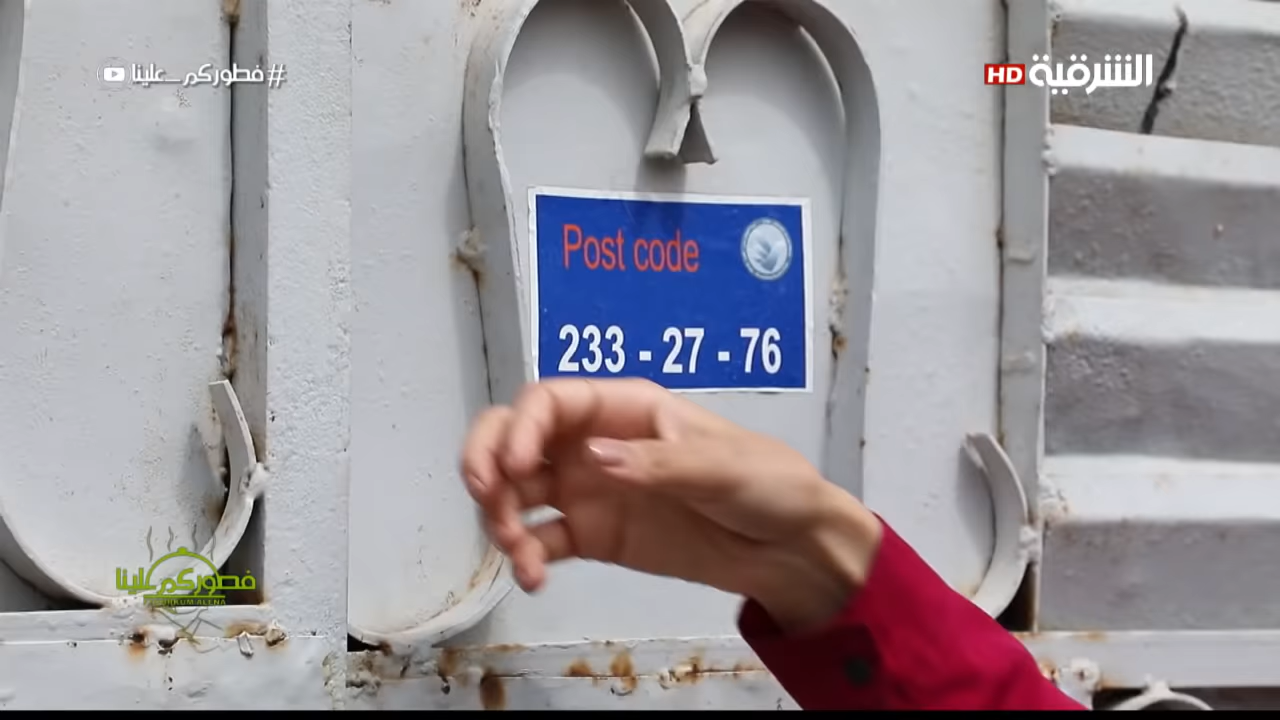 #فطوركم_علينا
الشرقية HD
Post code
233 - 27 - 76
فطوركم علينا